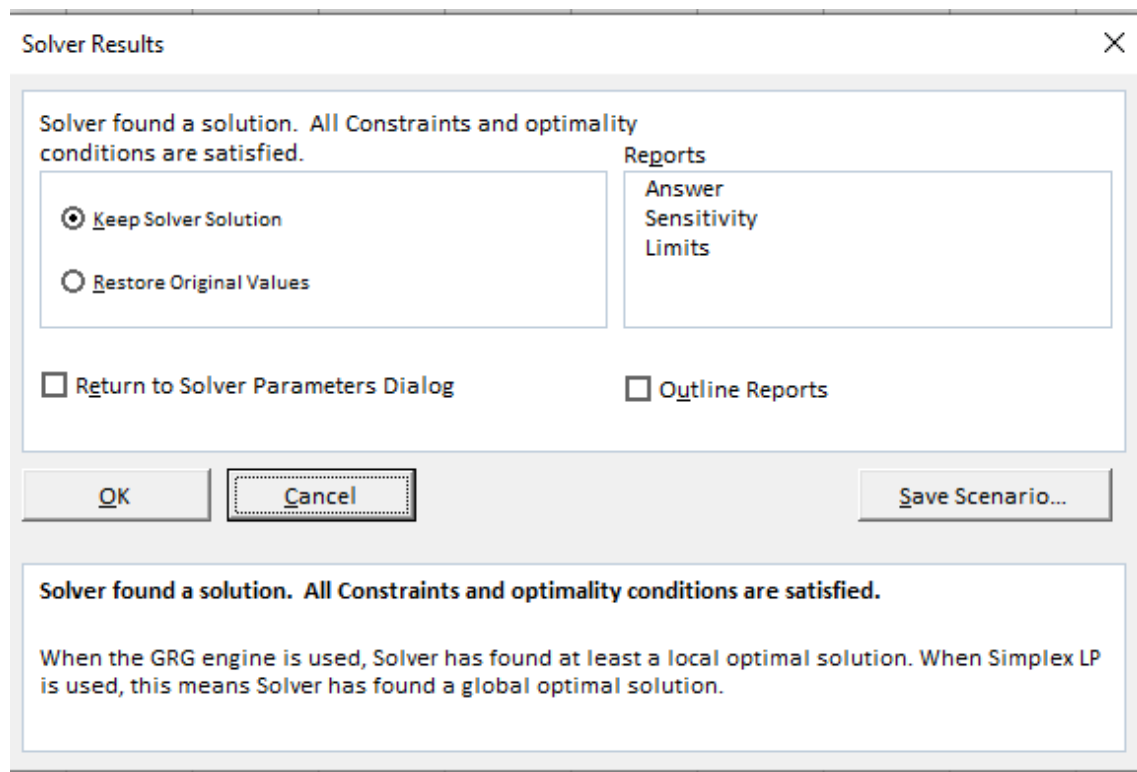 Solver Results
Solver found a solution.  All Constraints and optimality
conditions are satisfied.
Reports
Keep Solver Solution
Restore Original Values
Answer
Sensitivity
Limits
Return to Solver Parameters Dialog
Outline Reports
OK
Cancel
Save Scenario...
Solver found a solution.  All Constraints and optimality conditions are satisfied.
When the GRG engine is used, Solver has found at least a local optimal solution. When Simplex LP
is used, this means Solver has found a global optimal solution.